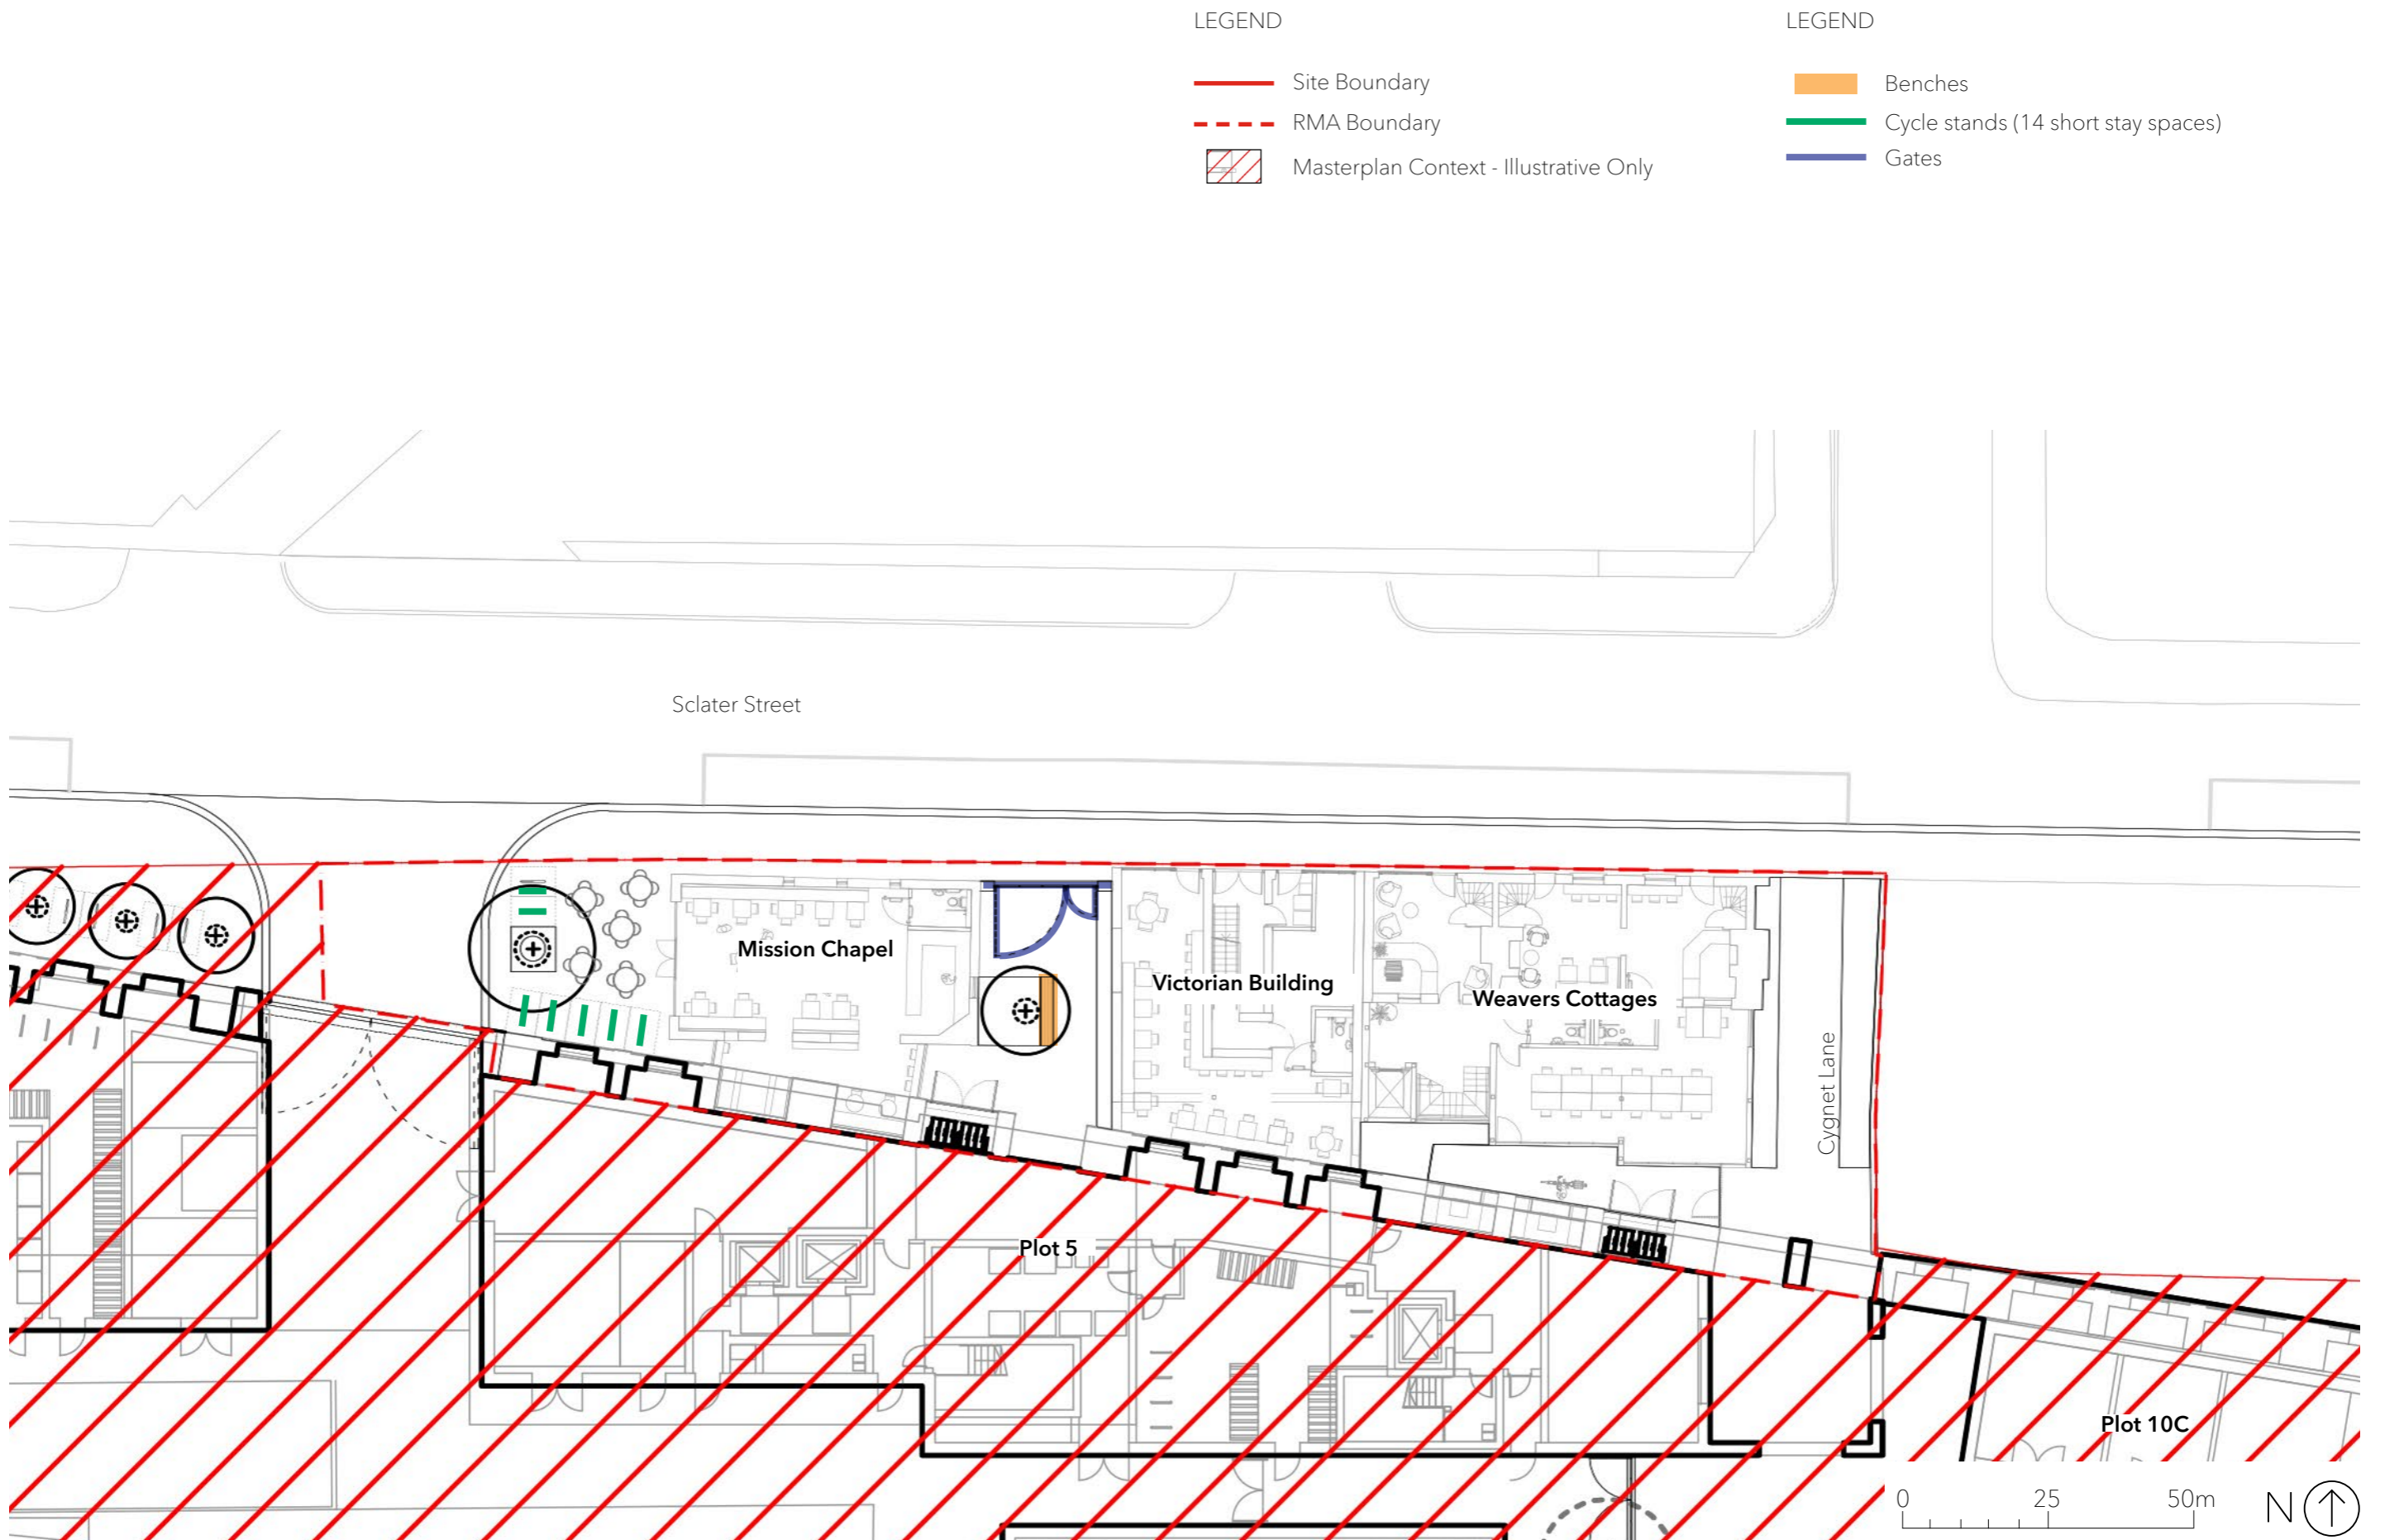 LEGEND
Site Boundary
RMA Boundary
Masterplan Context - Illustrative Only
LEGEND
Benches
Cycle stands (14 short stay spaces)
Gates
Sclater Street
Mission Chapel
Victorian Building
Weavers Cottages
Cygnet Lane
Plot 5
Plot 10C
0 25 50m
N